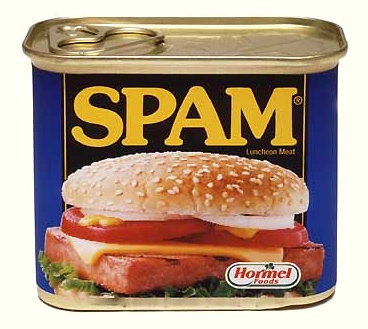 SPAM®
Luncheon Meat
Hormel
Foods